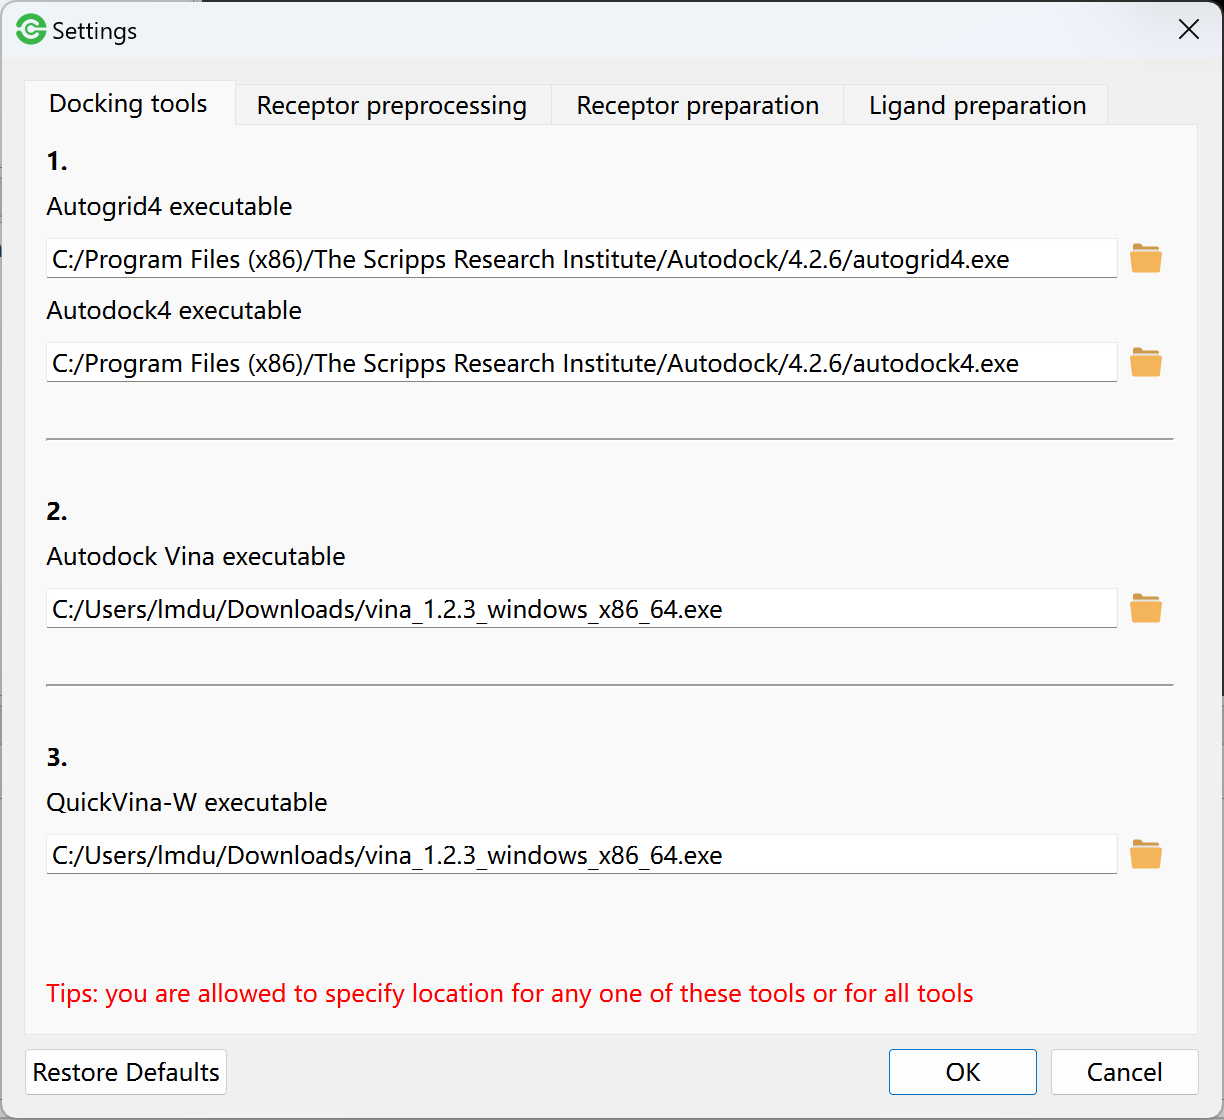 Settings
Docking tools
Receptor preprocessing
Receptor preparation
Ligand preparation
1.
Autogrid4 executable
C:/Program Files (x86)/The Scripps Research Institute/Autodock/4.2.6/autogrid4.exe
Autodock4 executable
C:/Program Files (x86)/The Scripps Research Institute/Autodock/4.2.6/autodock4.exe
2.
Autodock Vina executable
C:/Users/lmdu/Downloads/vina_1.2.3_windows_x86_64.exe
3.
QuickVina-W executable
C:/Users/lmdu/Downloads/vina_1.2.3_windows_x86_64.exe
Tips: you are allowed to specify location for any one of these tools or for all tools
Restore Defaults
OK
Cancel